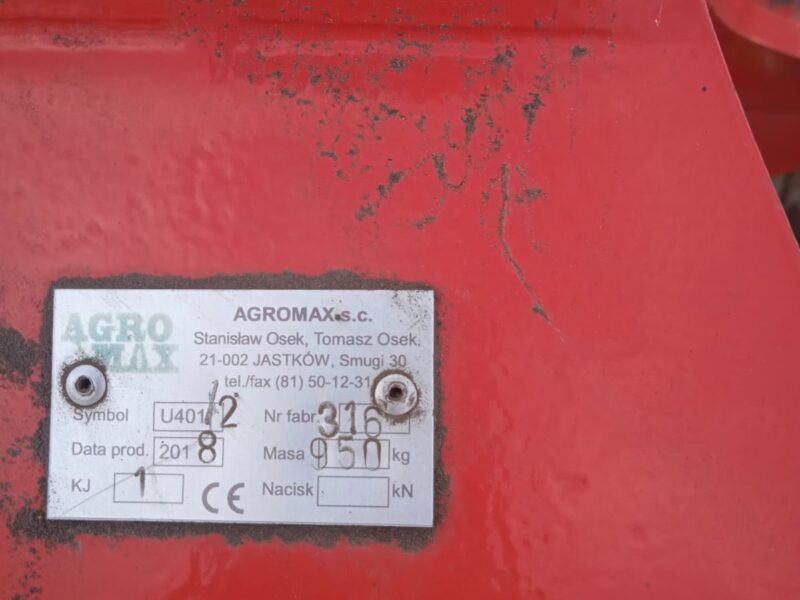 AGRO
MAX
AGROMAX s.c.
Stanisław Osek, Tomasz Osek,
21-002 JASTKÓW, Smugi 30
tel./fax (81) 50-12-31
Symbol U401/2 Nr fabr. 316
Data prod. 2018 Masa 950 kg
KJ 1 CE Nacisk kN